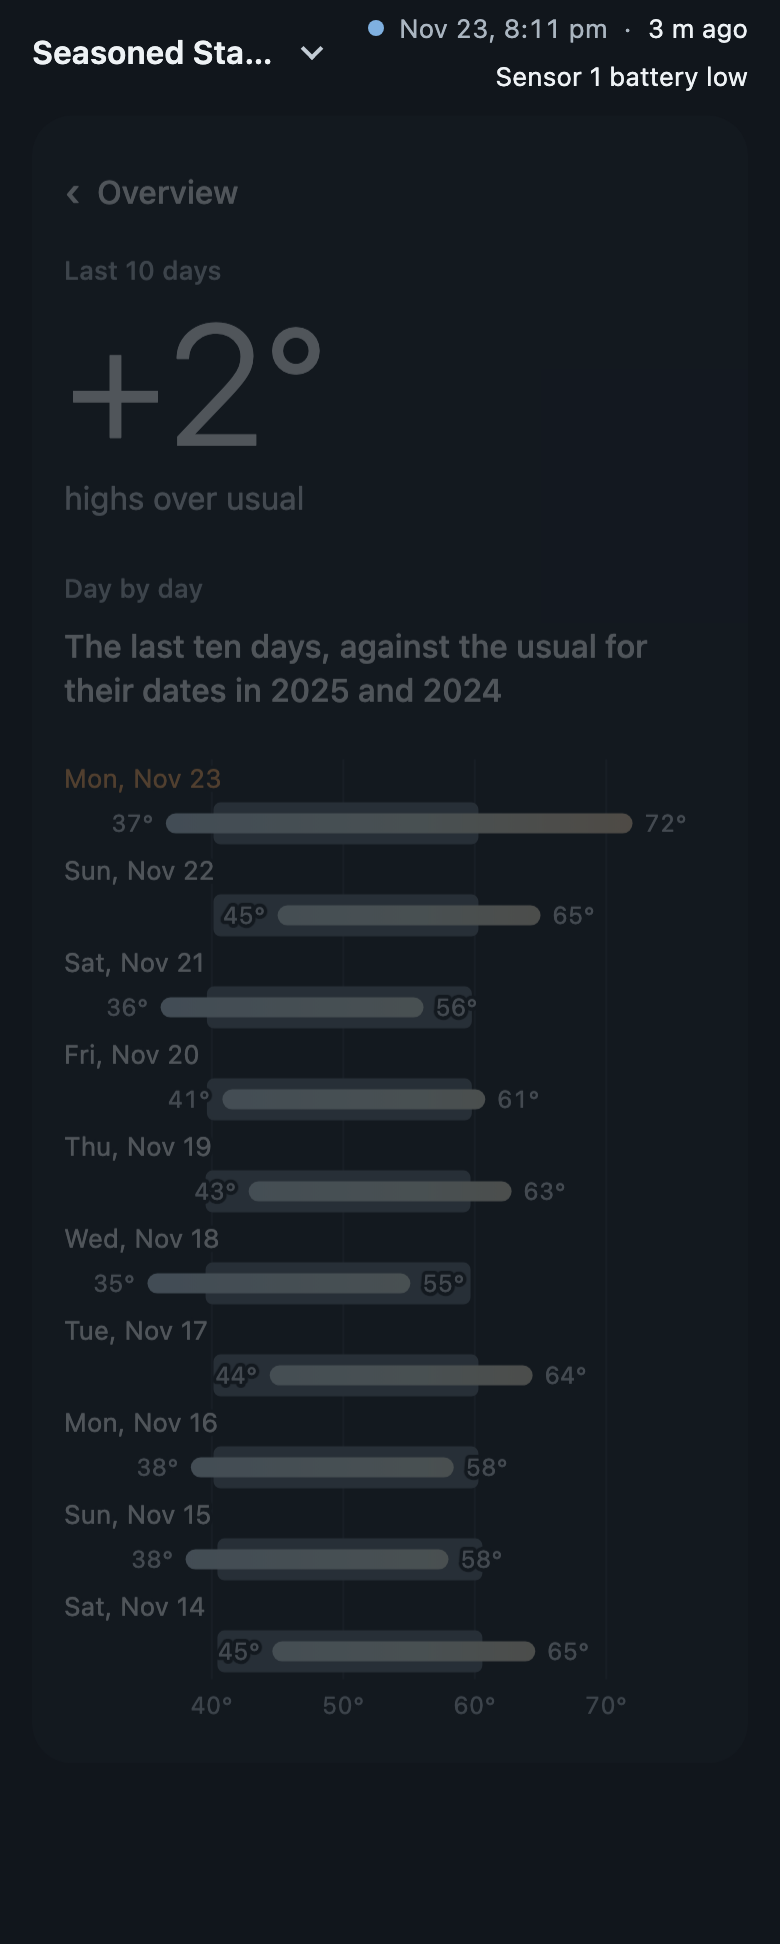 Seasoned Sta...
Nov 23, 8:11 pm · 3 m ago
Sensor 1 battery low
‹ Overview
Last 10 days
+2°
highs over usual
Day by day
The last ten days, against the usual for
their dates in 2025 and 2024
Mon, Nov 23
37° 72°
Sun, Nov 22
45° 65°
Sat, Nov 21
36° 56°
Fri, Nov 20
41° 61°
Thu, Nov 19
43° 63°
Wed, Nov 18
35° 55°
Tue, Nov 17
44° 64°
Mon, Nov 16
38° 58°
Sun, Nov 15
38° 58°
Sat, Nov 14
45° 65°
40° 50° 60° 70°